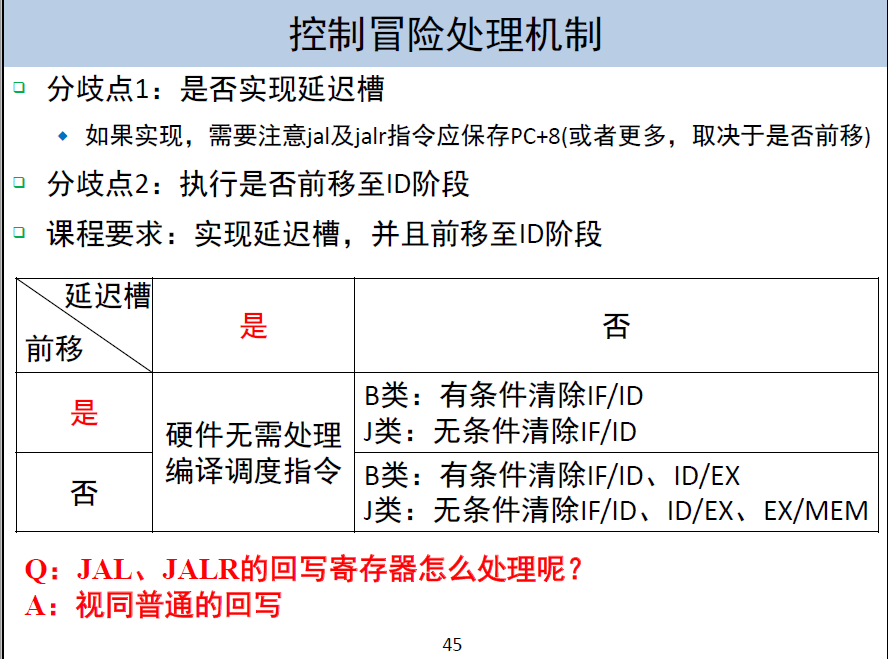 控制冒险处理机制
分歧点1：是否实现延迟槽
如果实现，需要注意jal及jalr指令应保存PC+8(或者更多，取决于是否前移)
分歧点2：执行是否前移至ID阶段
课程要求：实现延迟槽，并且前移至ID阶段
延迟槽
前移
是
否
是
硬件无需处理
编译调度指令
B类：有条件清除IF/ID
J类：无条件清除IF/ID
否
B类：有条件清除IF/ID、ID/EX
J类：无条件清除IF/ID、ID/EX、EX/MEM
Q：JAL、JALR的回写寄存器怎么处理呢？
A：视同普通的回写
45